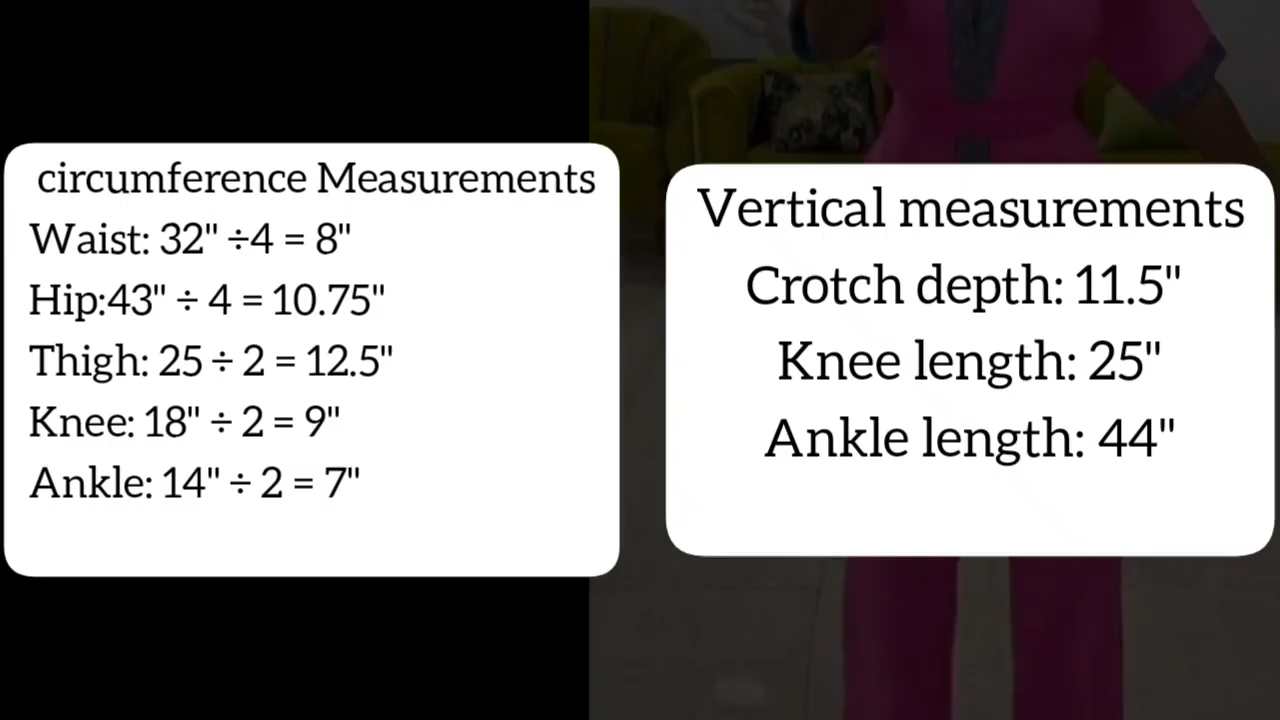 circumference Measurements
Waist: 32" ÷4 = 8"
Hip:43" ÷ 4 = 10.75"
Thigh: 25 ÷ 2 = 12.5"
Knee: 18" ÷ 2 = 9"
Ankle: 14" ÷ 2 = 7"
Vertical measurements
Crotch depth: 11.5"
Knee length: 25"
Ankle length: 44"